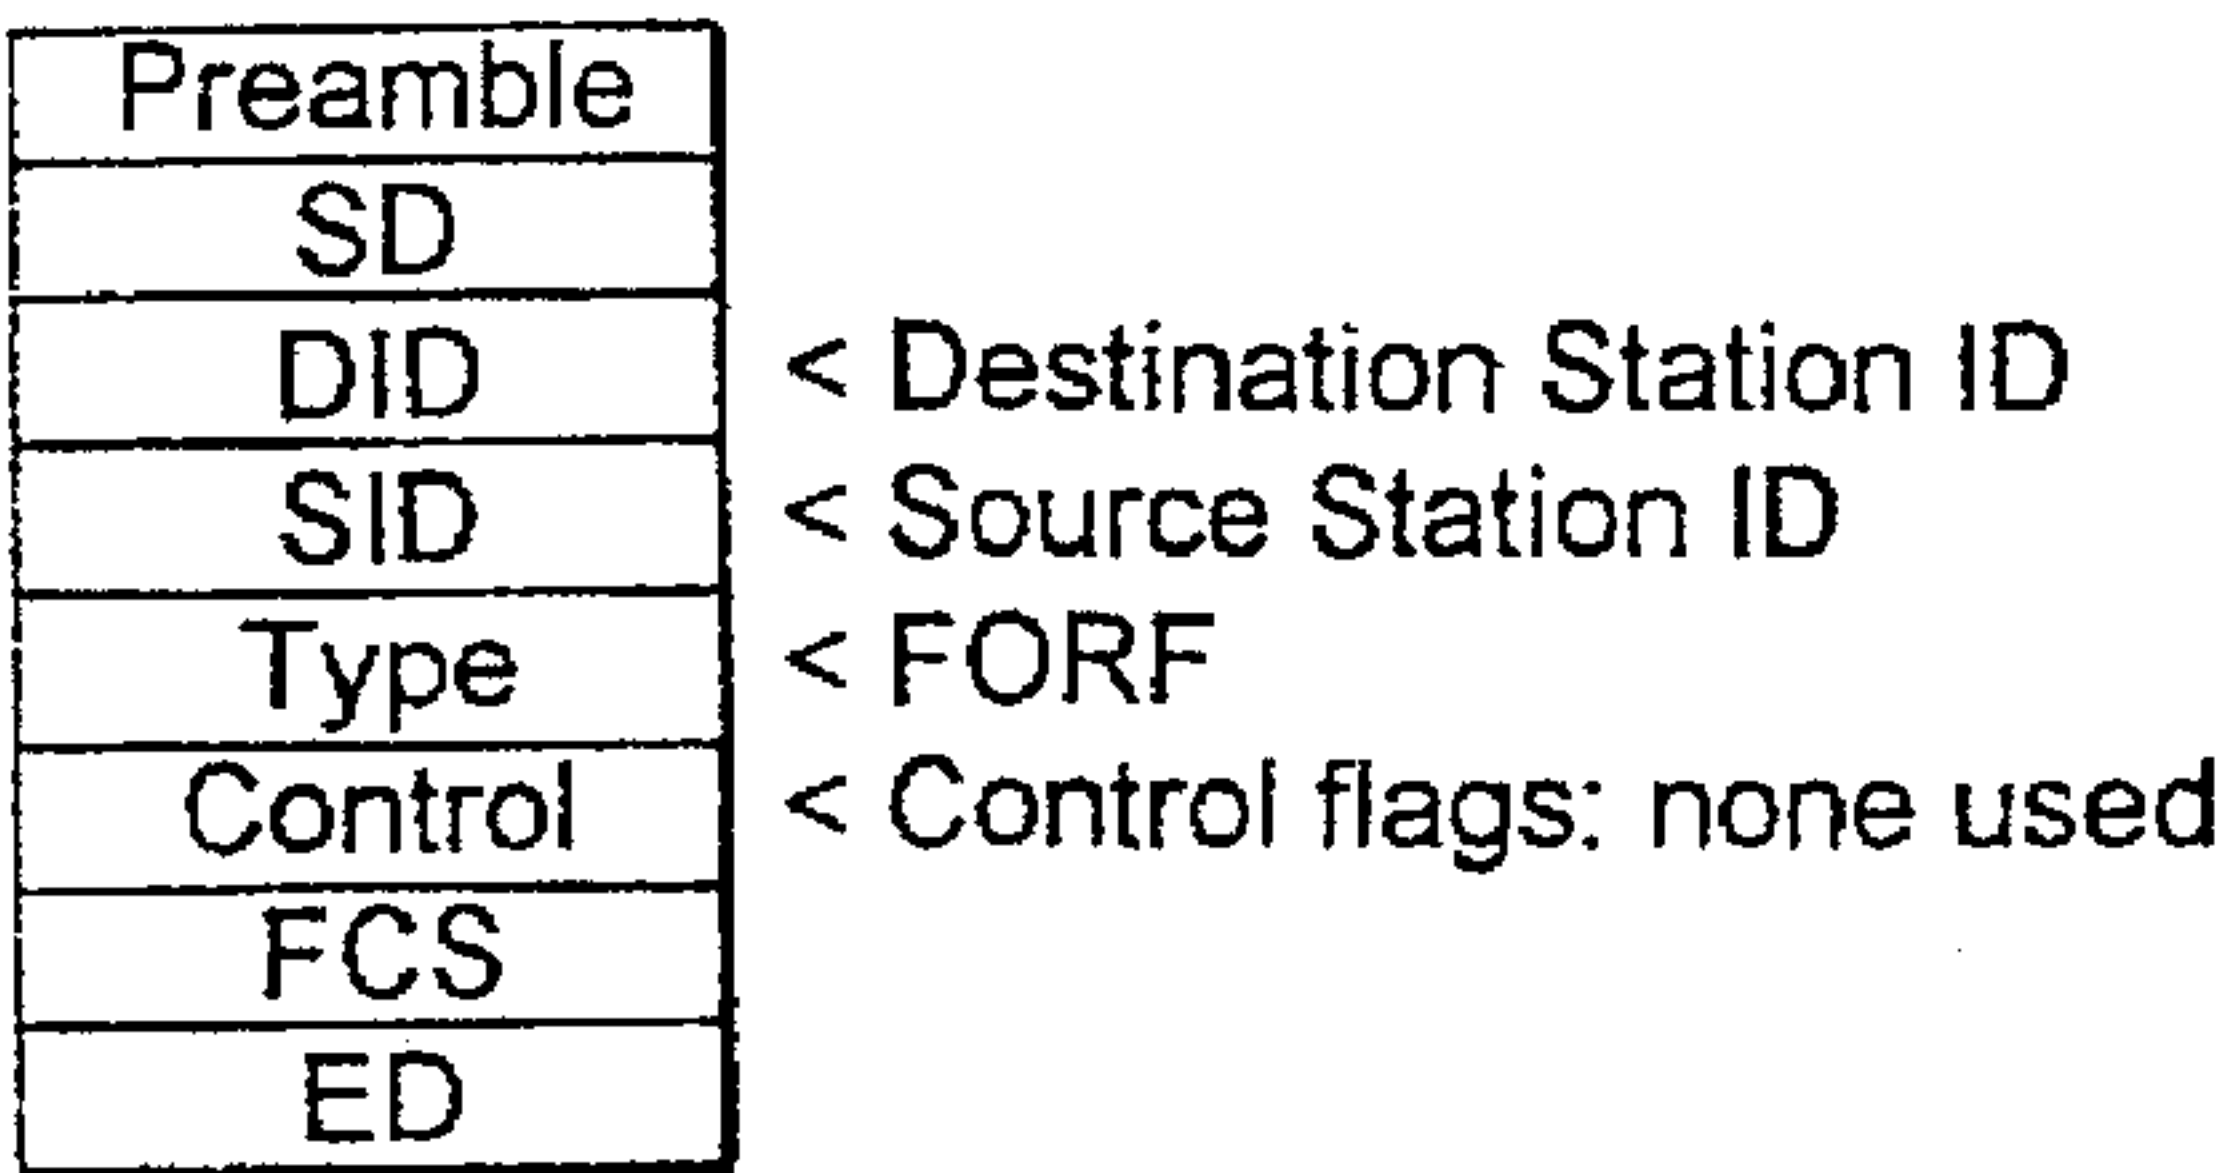 Preamble
SD
DID < Destination Station ID
SID < Source Station ID
Type < FORF
Control < Control flags: none used
FCS
ED